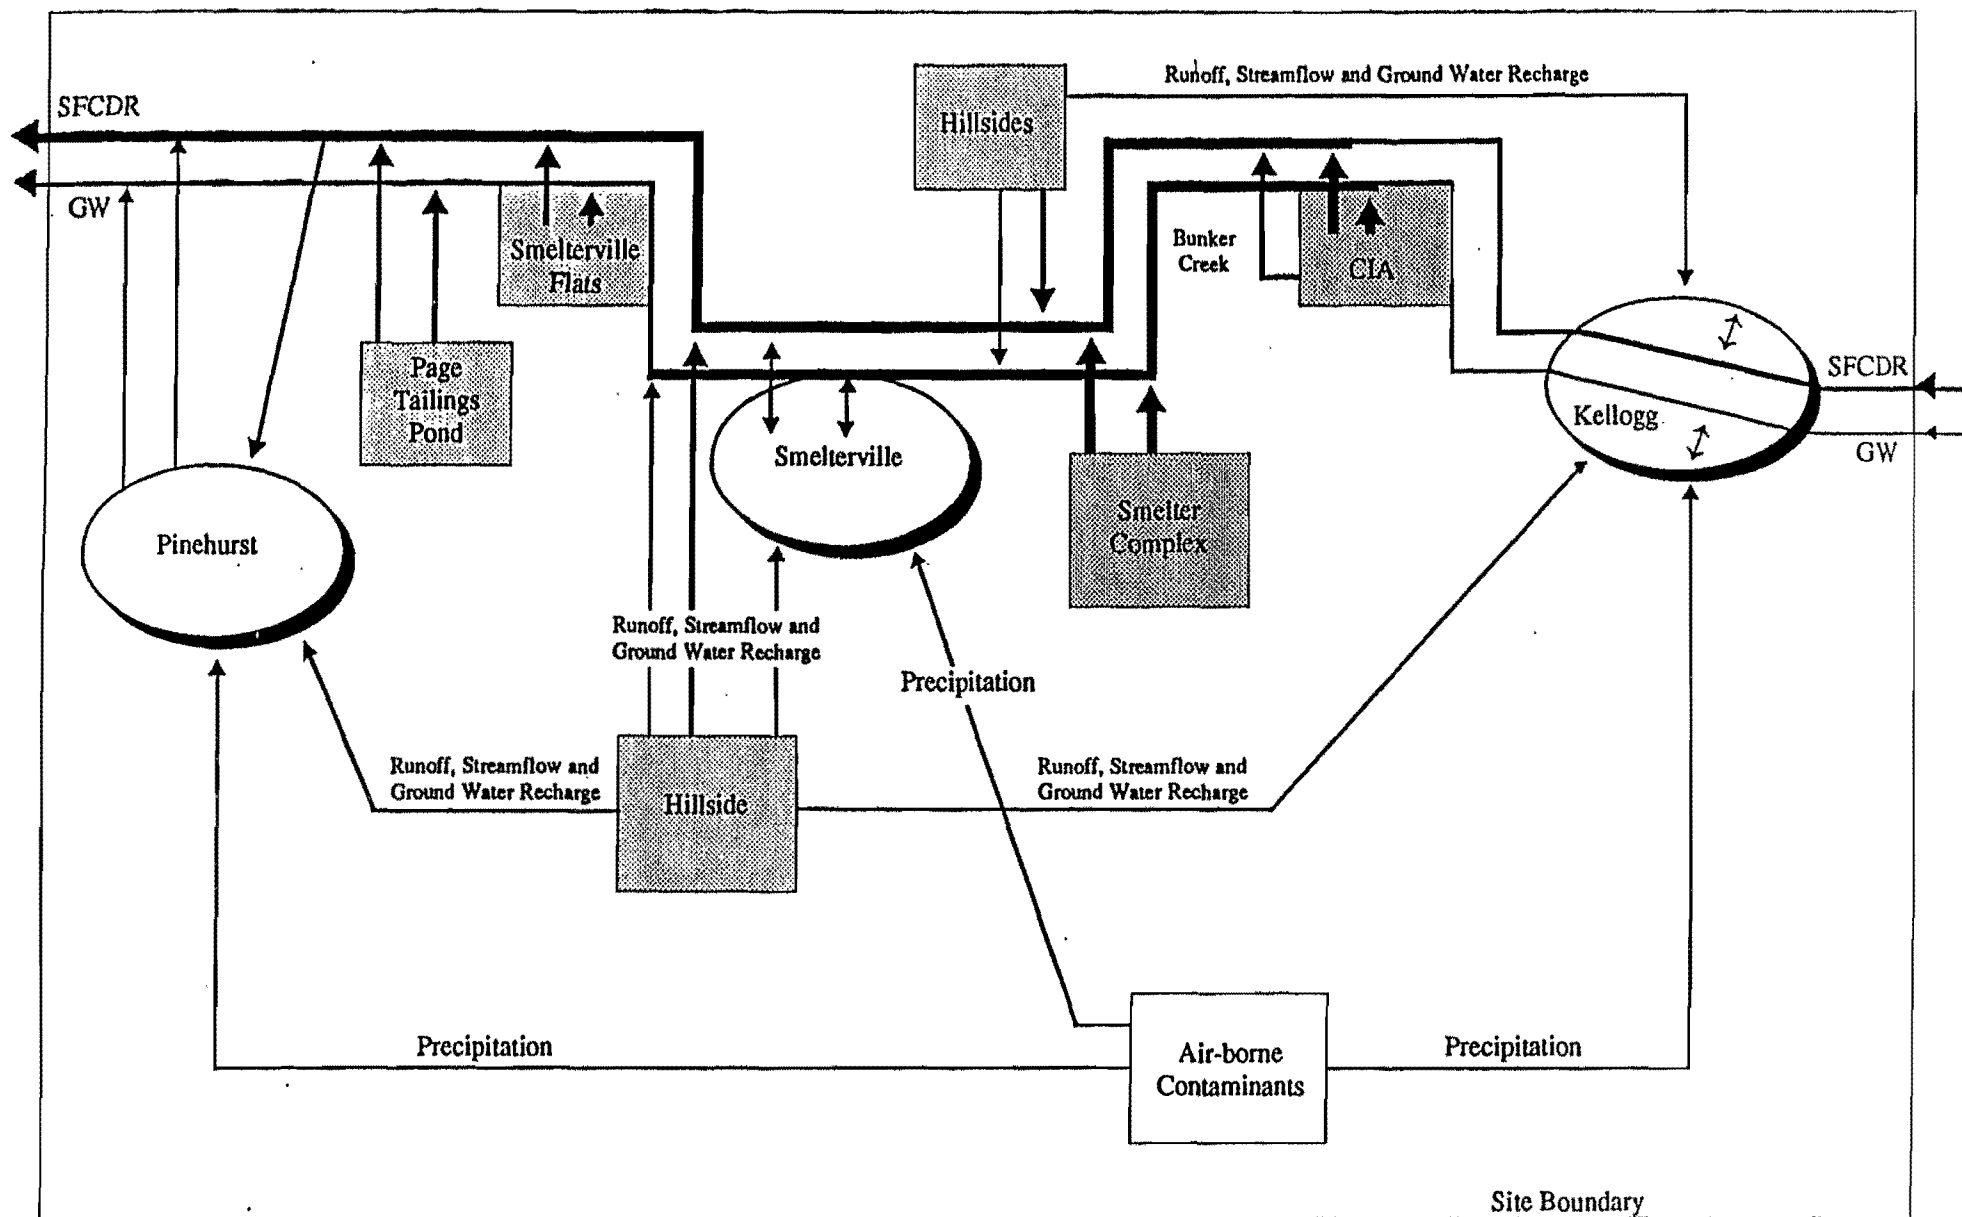 Runoff, Streamflow and Ground Water Recharge
SFCDR
Hillsides
GW
Bunker
Creek
Smelterville
Flats
CIA
Page
Tailings
Pond
SFCDR
Kellogg
GW
Smelterville
Smelter
Complex
Pinehurst
Runoff, Streamflow and
Ground Water Recharge
Precipitation
Runoff, Streamflow and
Ground Water Recharge
Runoff, Streamflow and
Ground Water Recharge
Hillside
Precipitation
Air-borne
Contaminants
Precipitation
Site Boundary